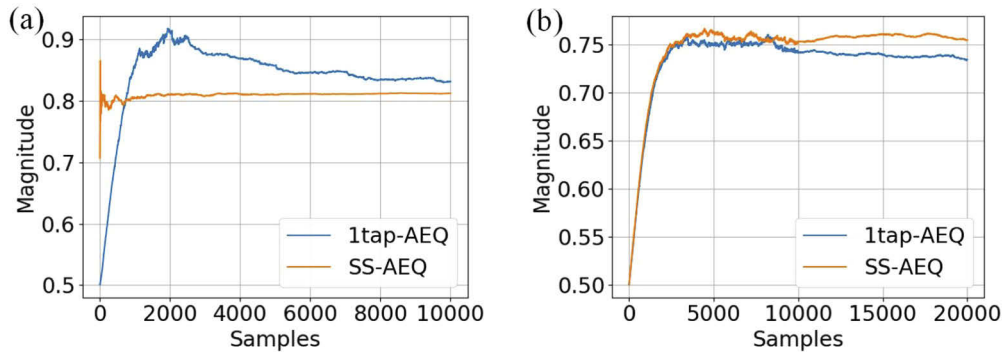 (a)
0.9
0.8
0.7
0.6
0.5
Magnitude
0 2000 4000 6000 8000 10000
Samples
1tap-AEQ
SS-AEQ
(b)
0.75
0.70
0.65
0.60
0.55
0.50
Magnitude
0 5000 10000 15000 20000
Samples
1tap-AEQ
SS-AEQ